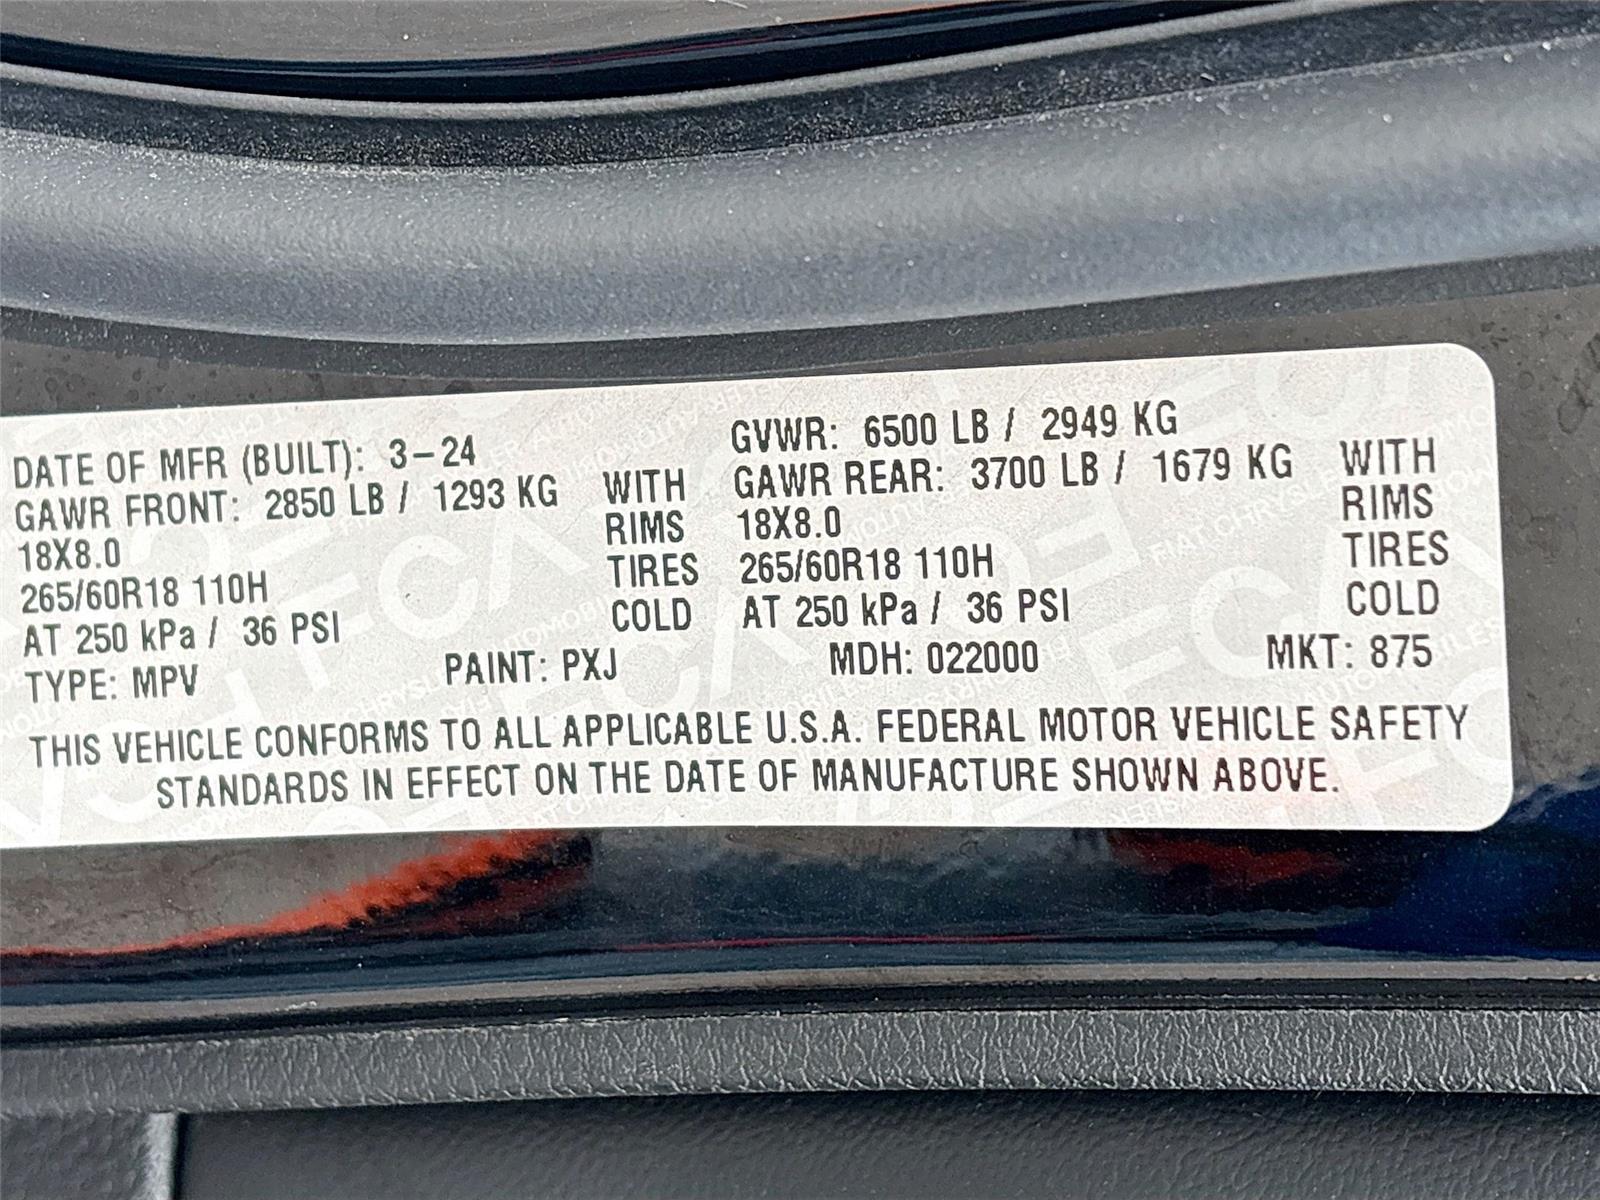 DATE OF MFR (BUILT): 3-24
GVWR: 6500 LB / 2949 KG
GAWR FRONT: 2850 LB / 1293 KG WITH
GAWR REAR: 3700 LB / 1679 KG WITH
18X8.0 RIMS
18X8.0 RIMS
265/60R18 110H TIRES
265/60R18 110H TIRES
AT 250 kPa / 36 PSI COLD
AT 250 kPa / 36 PSI COLD
TYPE: MPV PAINT: PXJ MDH: 022000 MKT: 875
THIS VEHICLE CONFORMS TO ALL APPLICABLE U.S.A. FEDERAL MOTOR VEHICLE SAFETY
STANDARDS IN EFFECT ON THE DATE OF MANUFACTURE SHOWN ABOVE.